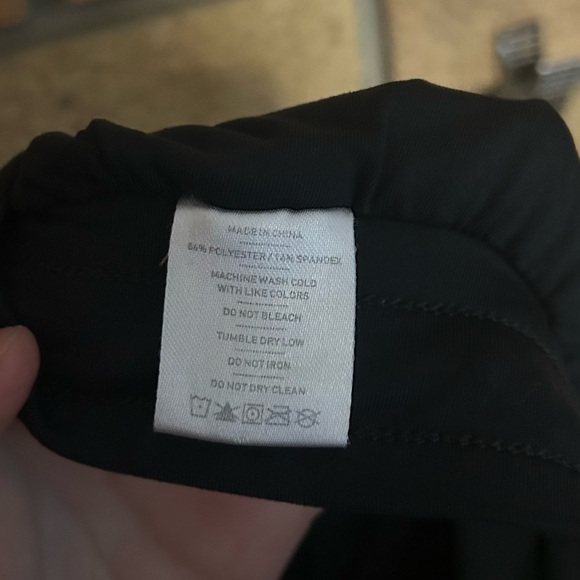 MADE IN CHINA
84% POLYESTER / 16% SPANDEX
MACHINE WASH COLD
WITH LIKE COLORS
DO NOT BLEACH
TUMBLE DRY LOW
DO NOT IRON
DO NOT DRY CLEAN